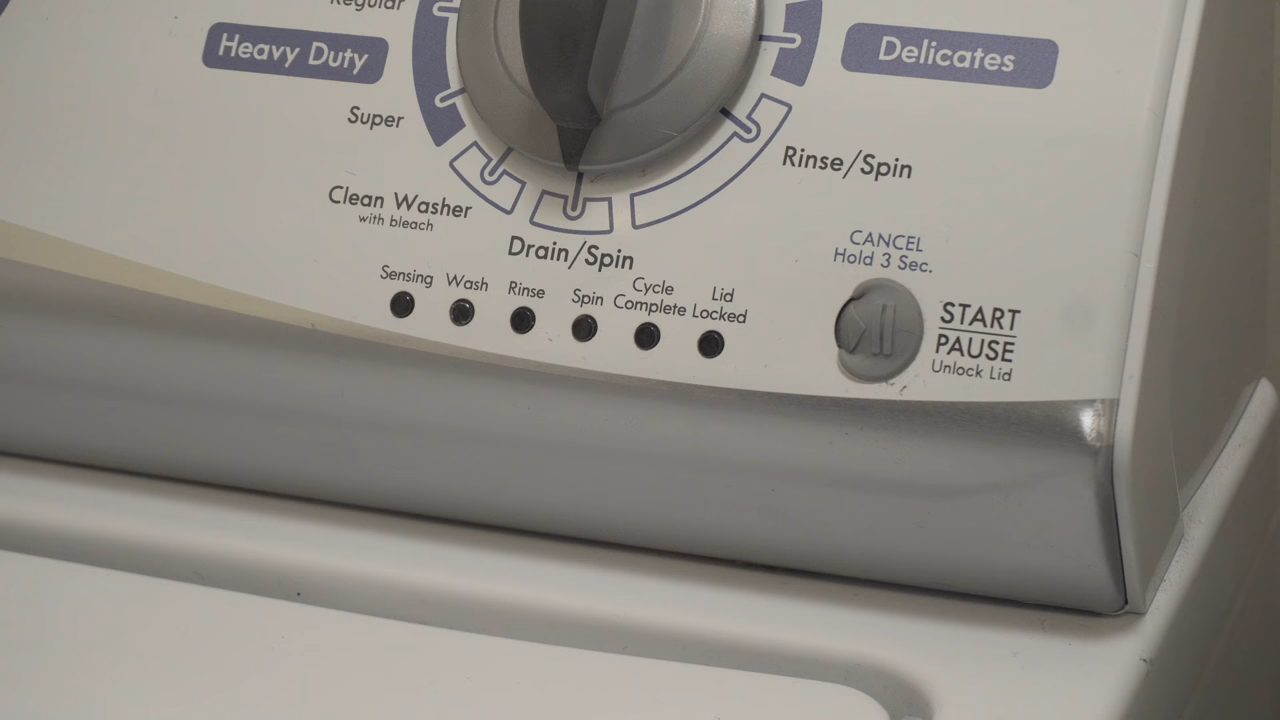 Regular
Heavy Duty
Delicates
Super
Rinse/Spin
Clean Washer
with bleach
Drain/Spin
CANCEL
Hold 3 Sec.
Sensing
Wash
Rinse
Spin
Cycle
Complete
Lid
Locked
START
PAUSE
Unlock Lid